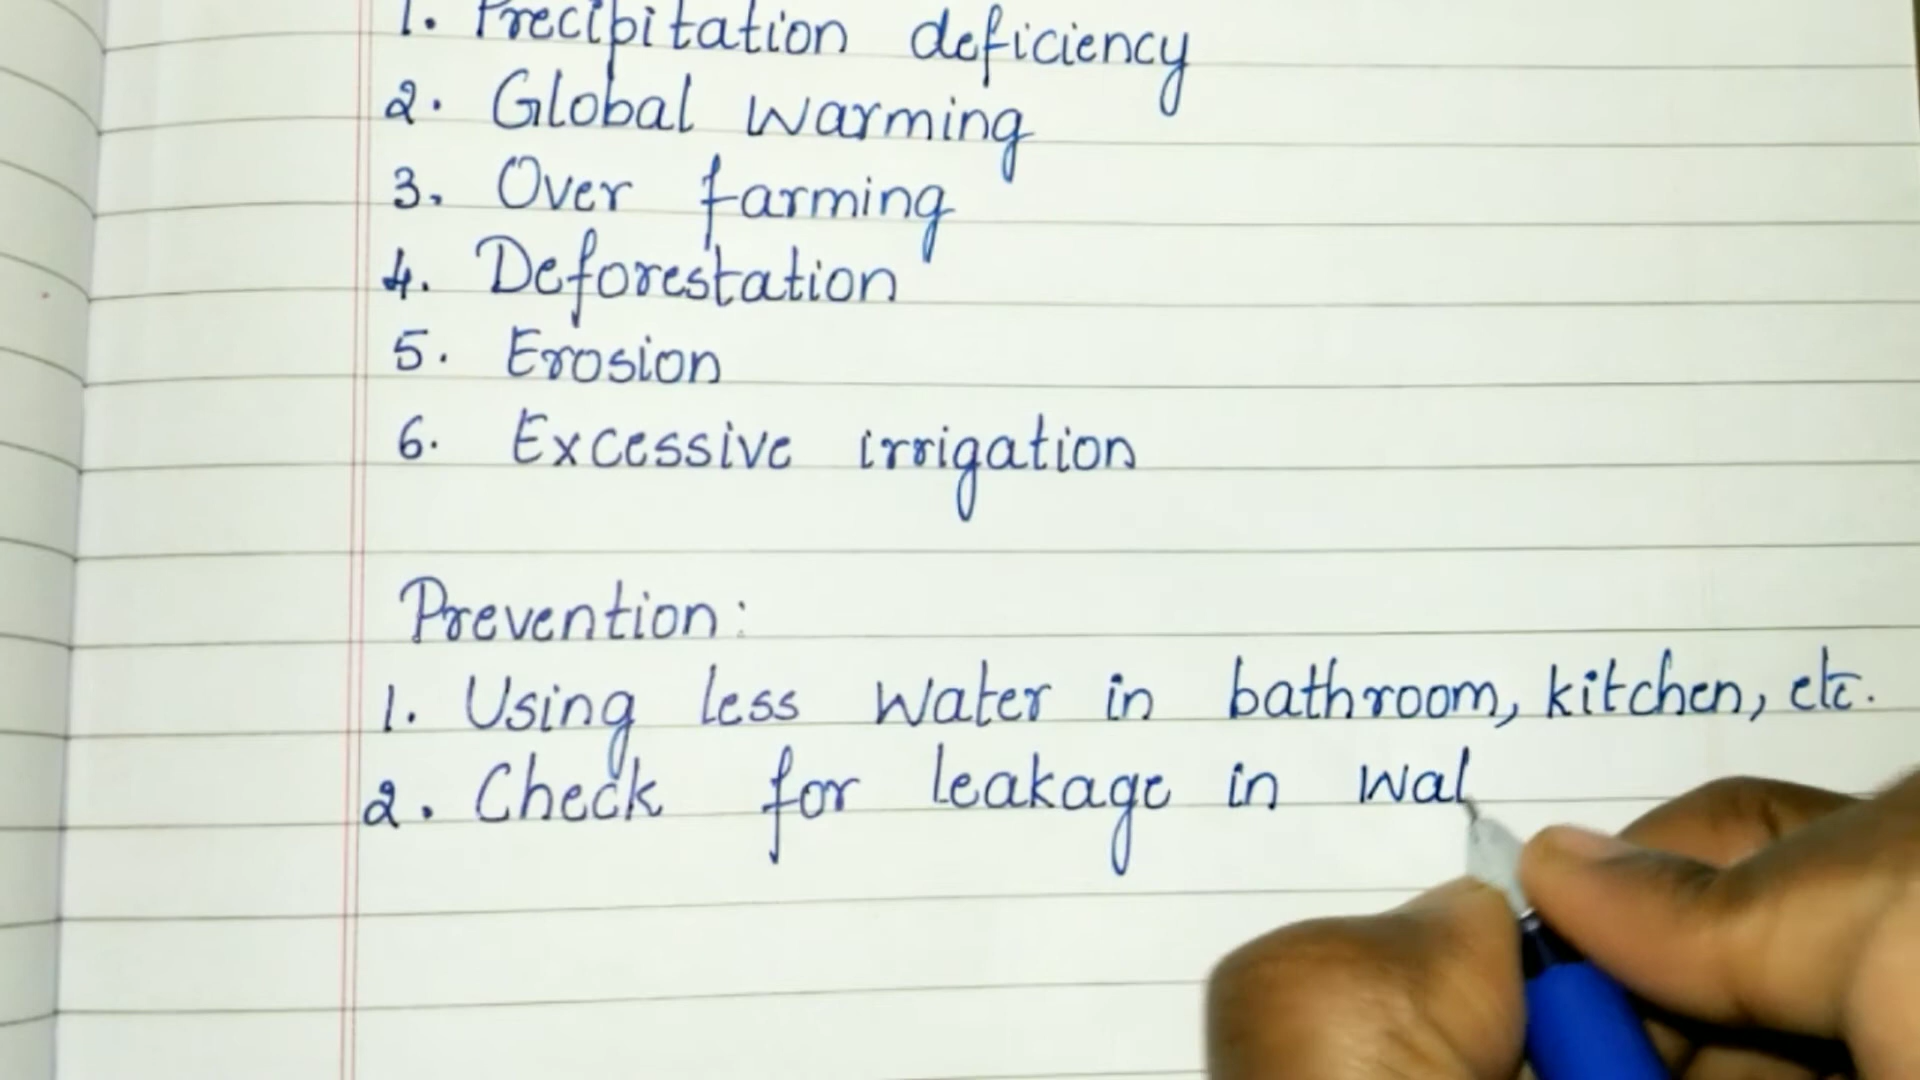 1. Precipitation deficiency
2. Global warming
3. Over farming
4. Deforestation
5. Erosion
6. Excessive irrigation
Prevention:
1. Using less water in bathroom, kitchen, etc.
2. Check for leakage in wal